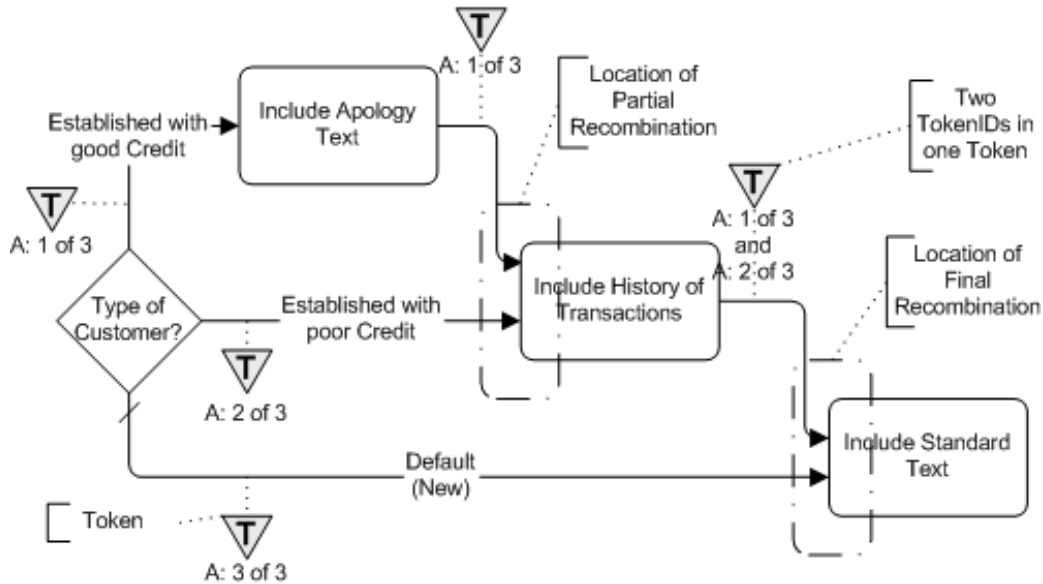 T
A: 1 of 3
Location of
Partial
Recombination
Two
TokenIDs in
one Token
Include Apology
Text
Established with
good Credit
T
A: 1 of 3
T
A: 1 of 3
and
A: 2 of 3
Location of
Final
Recombination
Type of
Customer?
Established with
poor Credit
Include History of
Transactions
T
A: 2 of 3
Include Standard
Text
Default
(New)
Token
T
A: 3 of 3